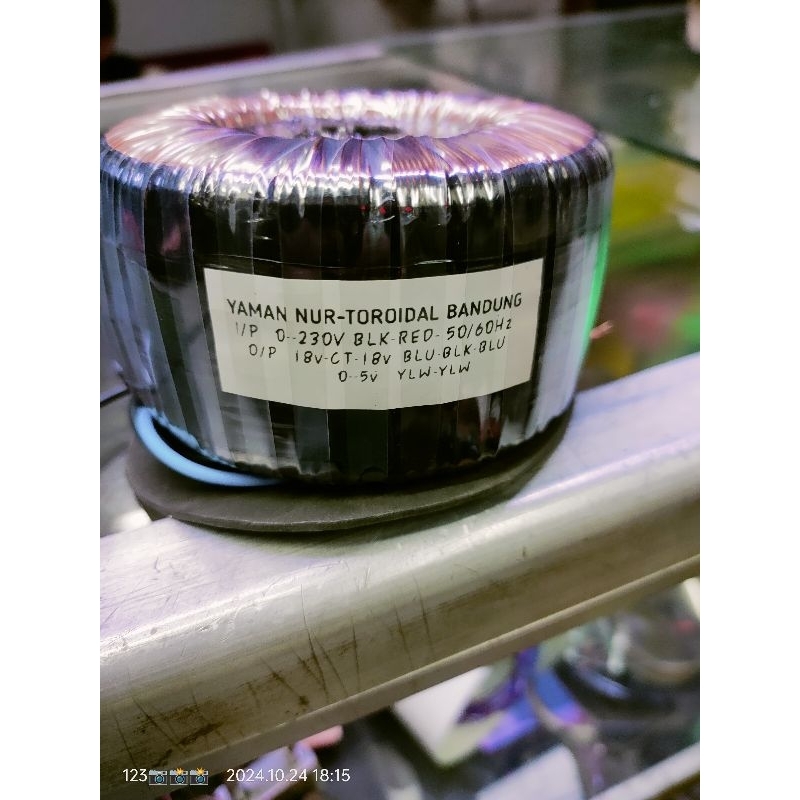 YAMAN NUR-TOROIDAL BANDUNG
I/P 0--230V BLK-RED- 50/60Hz
O/P 18v-CT-18v BLU-BLK-BLU
0--5v YLW-YLW
123📷📸📸 2024.10.24 18:15